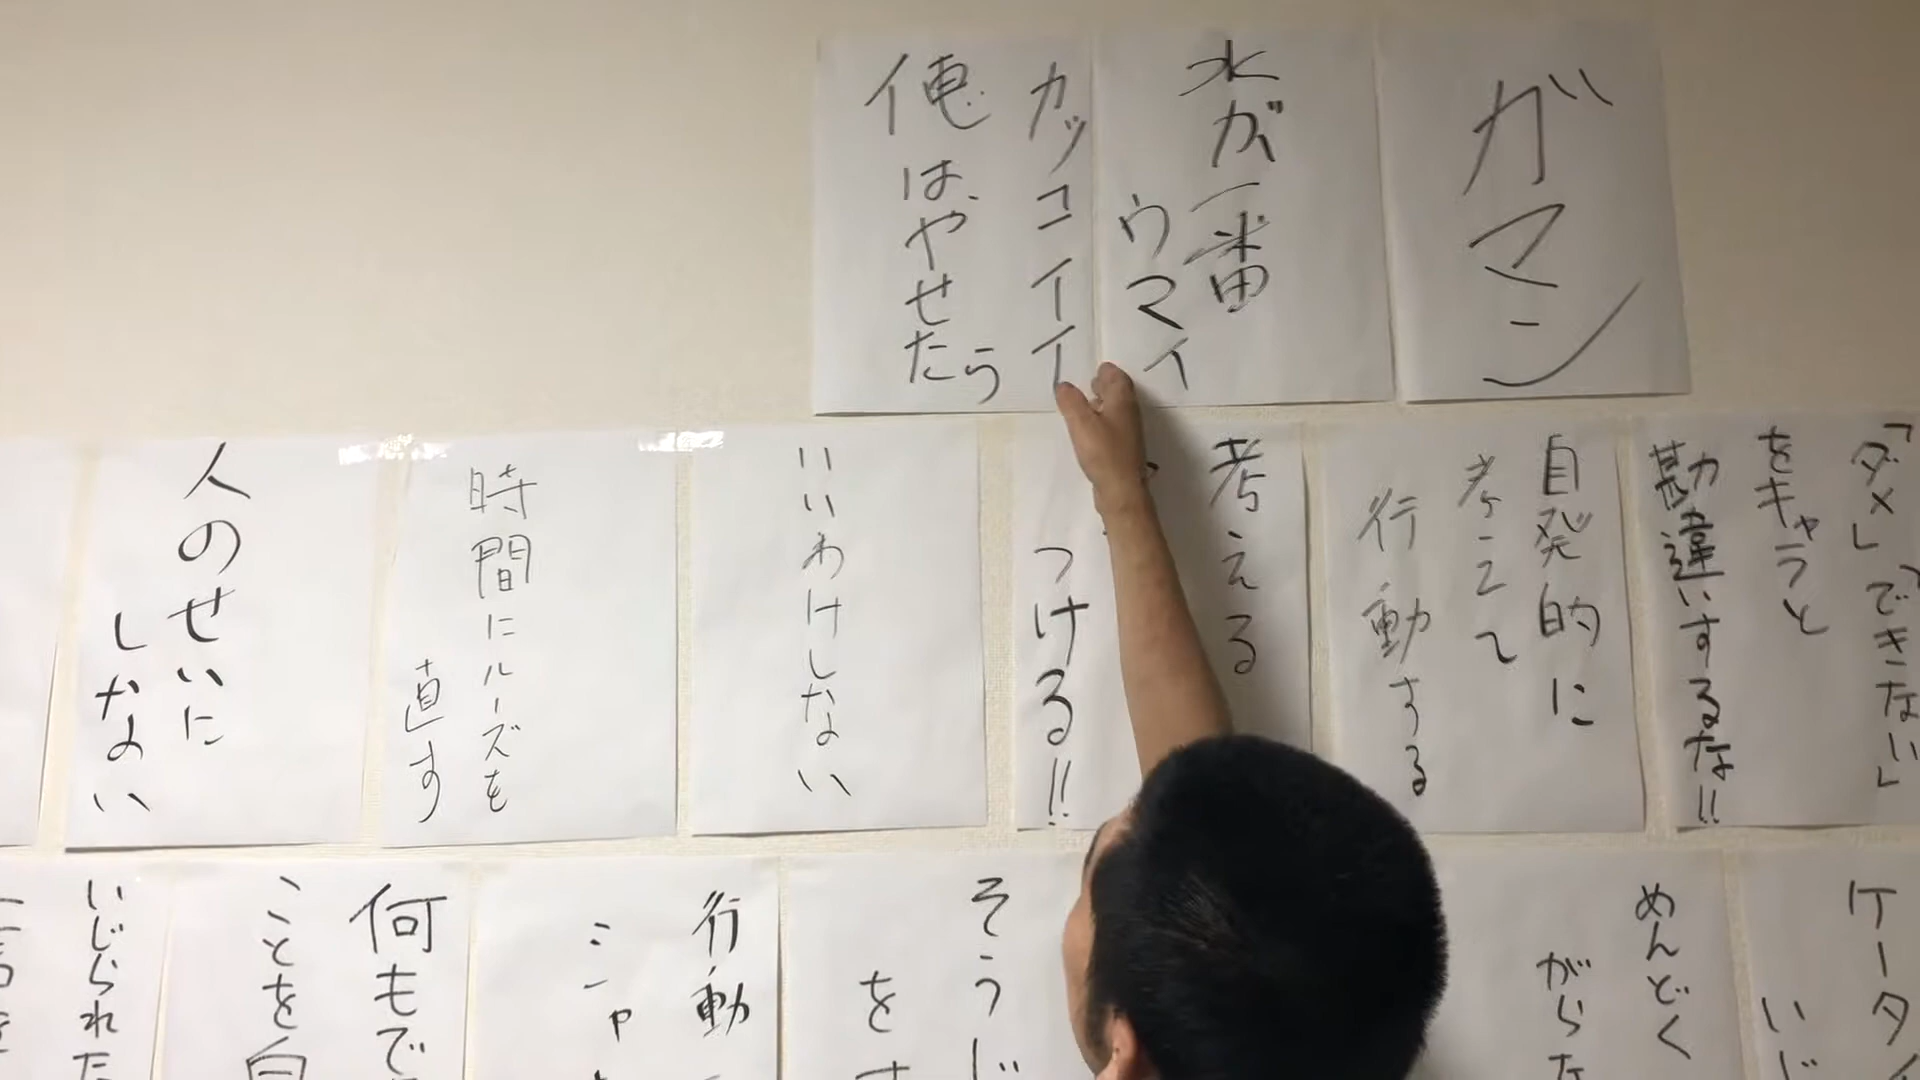 ガマン
水が一番
ウマイ
カッコイイ
俺はやせたら
「ダメ」「できない」
をキャラと
勘違いするな!!
自発的に
考えて
行動する
考える
つける!!
いいわけしない
時間にルーズを
直す
人のせいに
しない
ケータイ
いじ
めんどく
がらな
そうじ
を
行動
何もで
ことを自
いじられた